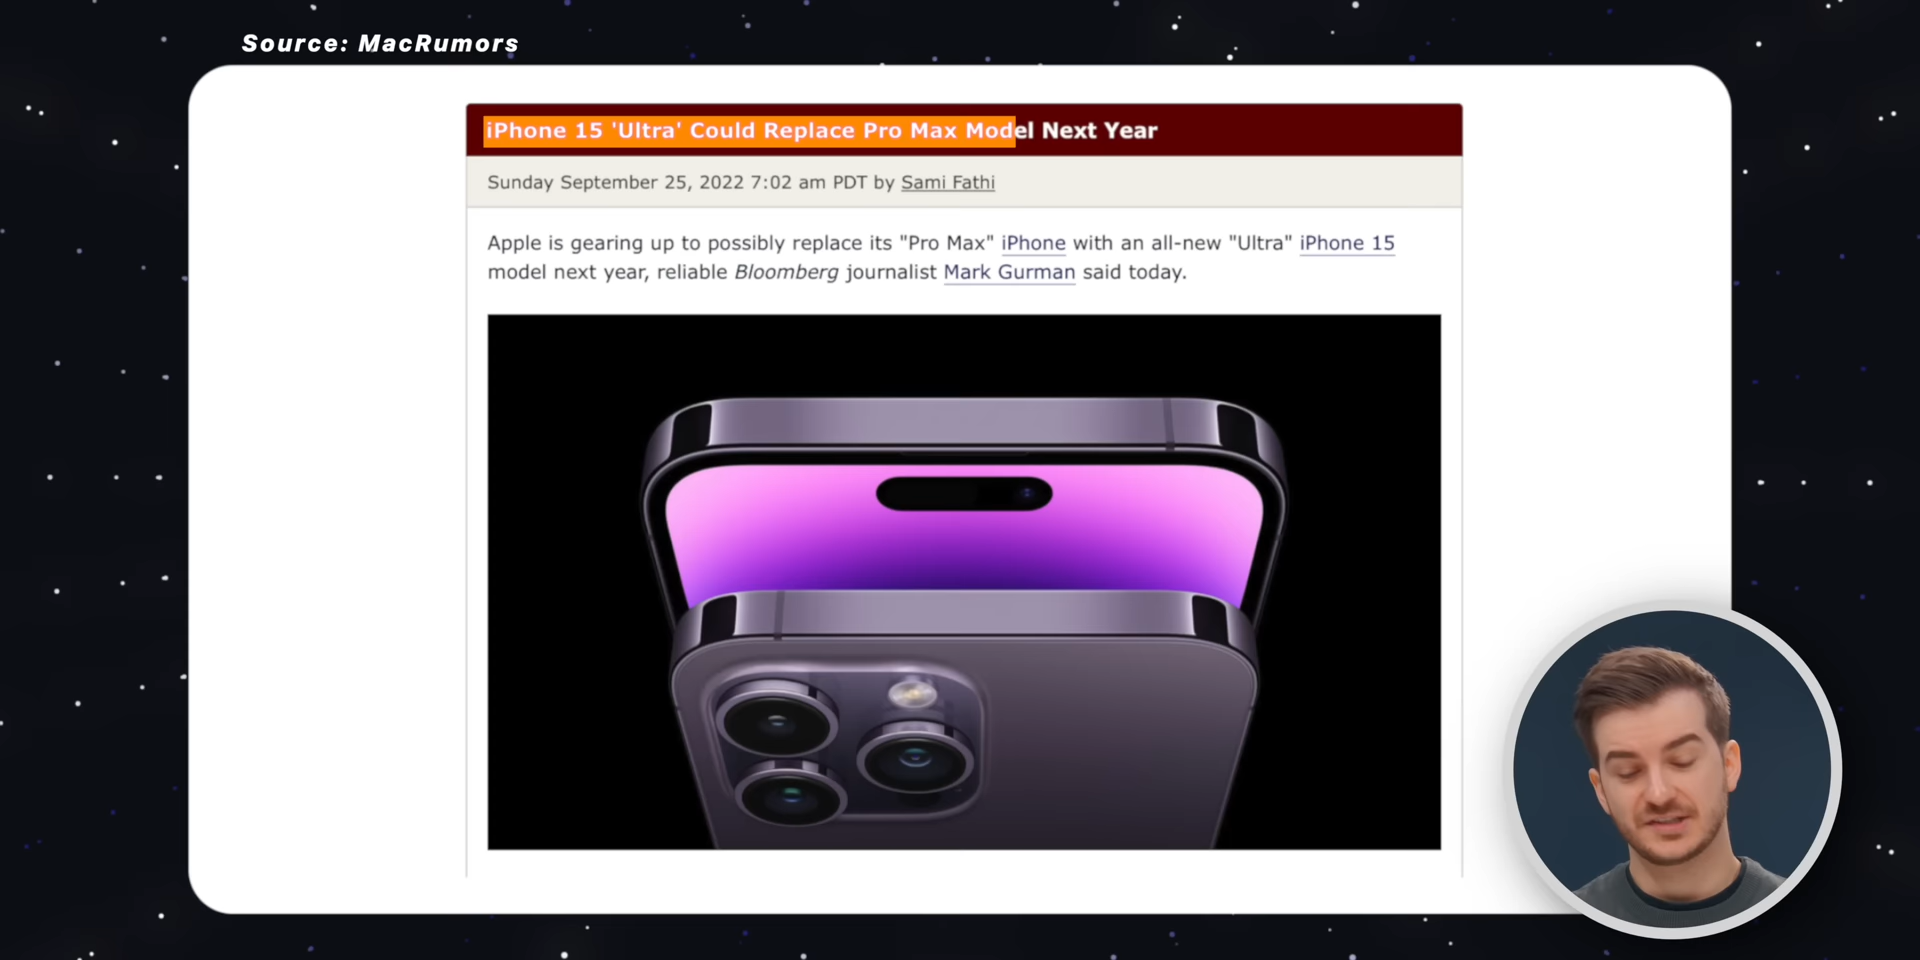 Source: MacRumors
iPhone 15 'Ultra' Could Replace Pro Max Model Next Year
Sunday September 25, 2022 7:02 am PDT by Sami Fathi
Apple is gearing up to possibly replace its "Pro Max" iPhone with an all-new "Ultra" iPhone 15
model next year, reliable Bloomberg journalist Mark Gurman said today.